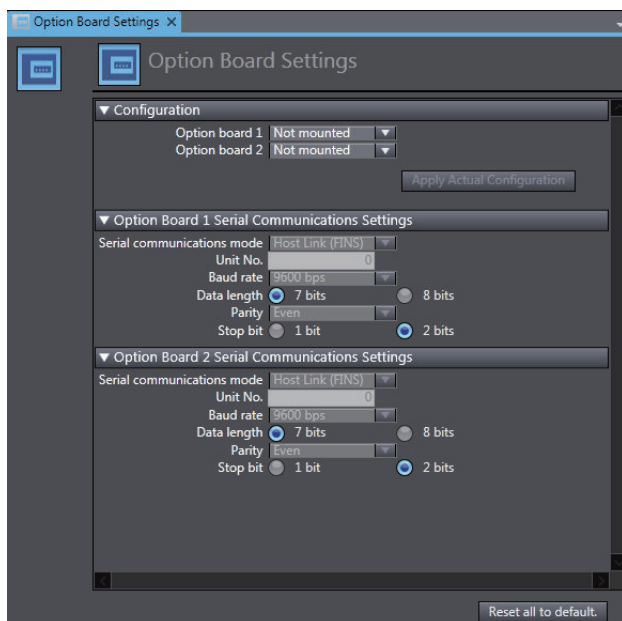 Option Board Settings X
Option Board Settings
▼ Configuration
Option board 1 Not mounted ▼
Option board 2 Not mounted ▼
Apply Actual Configuration
▼ Option Board 1 Serial Communications Settings
Serial communications mode Host Link (FINS) ▼
Unit No. 0
Baud rate 9600 bps ▼
Data length 7 bits 8 bits
Parity Even ▼
Stop bit 1 bit 2 bits
▼ Option Board 2 Serial Communications Settings
Serial communications mode Host Link (FINS) ▼
Unit No. 0
Baud rate 9600 bps ▼
Data length 7 bits 8 bits
Parity Even ▼
Stop bit 1 bit 2 bits
Reset all to default.